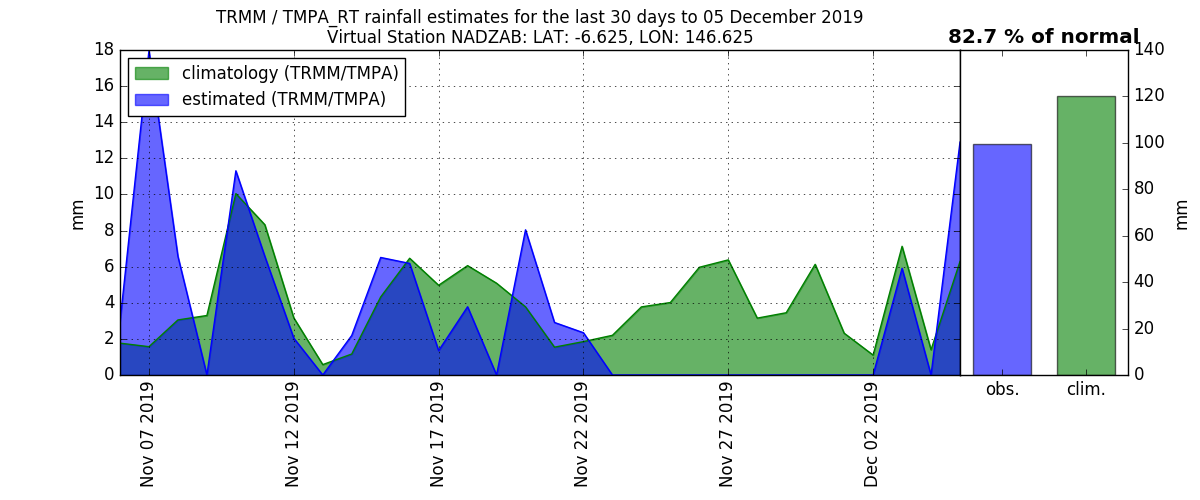 TRMM / TMPA_RT rainfall estimates for the last 30 days to 05 December 2019
Virtual Station NADZAB: LAT: -6.625, LON: 146.625
82.7 % of normal
climatology (TRMM/TMPA)
estimated (TRMM/TMPA)
mm
18
16
14
12
10
8
6
4
2
0
Nov 07 2019
Nov 12 2019
Nov 17 2019
Nov 22 2019
Nov 27 2019
Dec 02 2019
obs.
clim.
140
120
100
80
60
40
20
0
mm